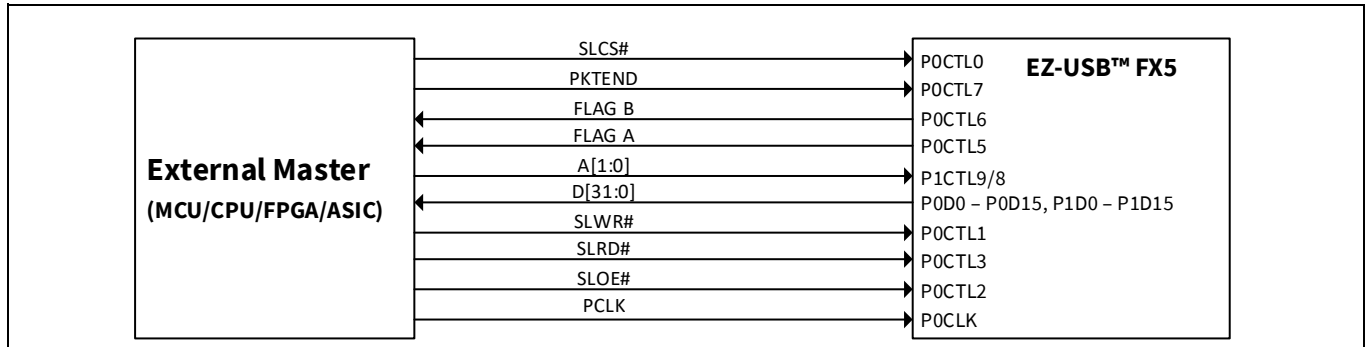 External Master
(MCU/CPU/FPGA/ASIC)
SLCS#
PKTEND
FLAG B
FLAG A
A[1:0]
D[31:0]
SLWR#
SLRD#
SLOE#
PCLK
EZ-USB™ FX5
P0CTL0
P0CTL7
P0CTL6
P0CTL5
P1CTL9/8
P0D0 – P0D15, P1D0 – P1D15
P0CTL1
P0CTL3
P0CTL2
P0CLK